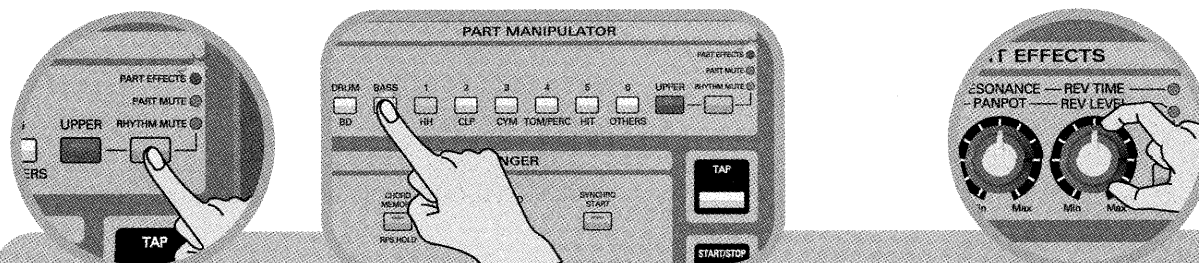 PART EFFECTS
PART MUTE
UPPER RHYTHM MUTE
ERS
TAP
PART MANIPULATOR
PART EFFECTS
PART MUTE
DRUM BASS 1 2 3 4 5 6 UPPER RHYTHM MUTE
BD HH CLP CYM TOM/PERC HIT OTHERS
NGER
TAP
CHORD
MEMO
SYNCHRO
START
RPS HOLD
START/STOP
T EFFECTS
ESONANCE REV TIME
PANPOT REV LEVEL
in Max Min Max